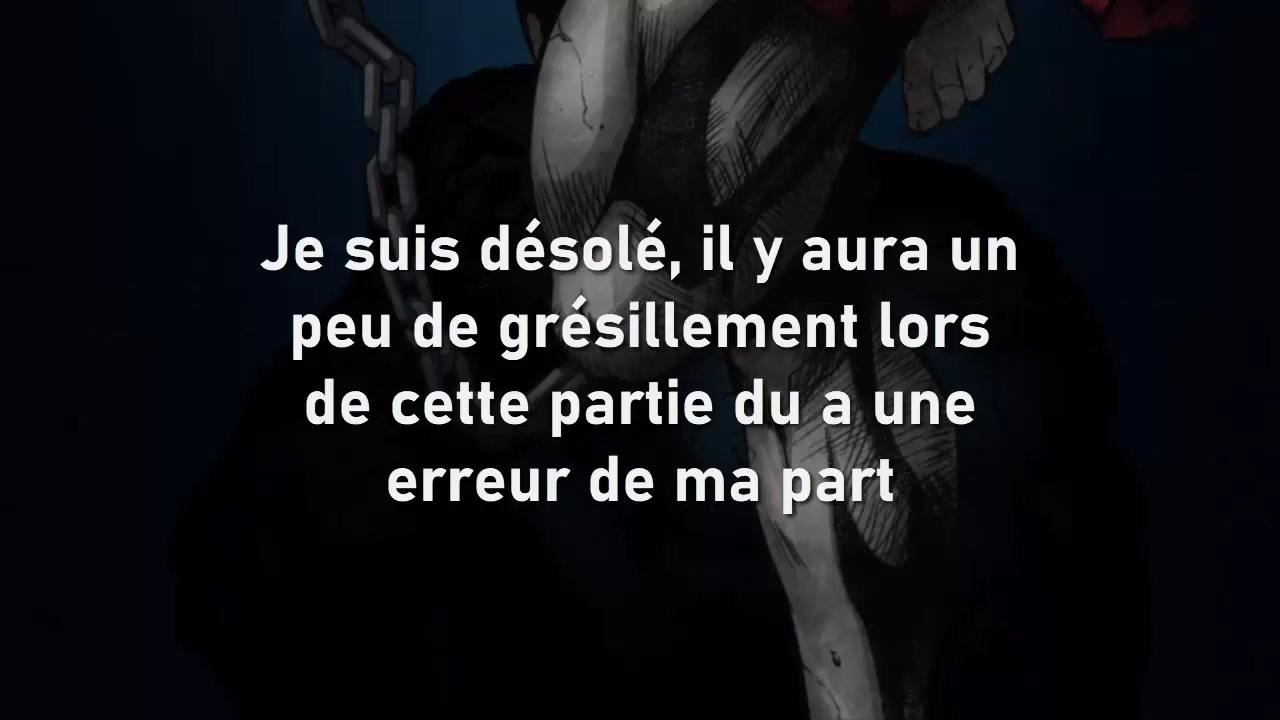 Je suis désolé, il y aura un
peu de grésillement lors
de cette partie du a une
erreur de ma part